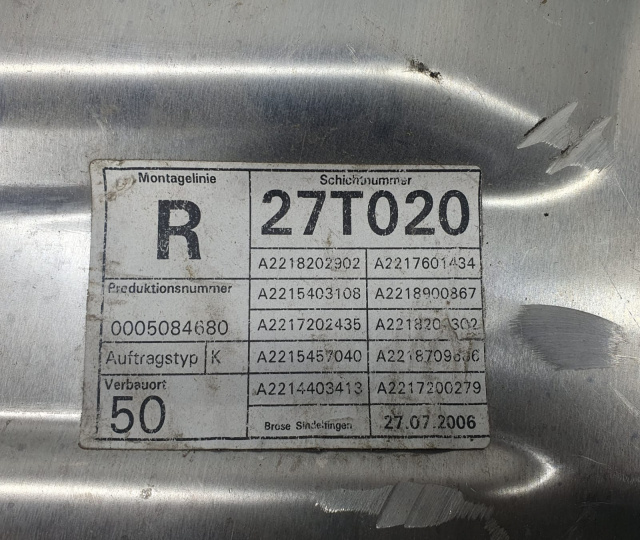 Montagelinie
R
Schichtnummer
27T020
A2218202902 A2217601434
Produktionsnummer
A2215403108 A2218900867
0005084680
A2217202435
Auftragstyp K
A2215457040
Verbauort
50
A2214403413 A2217200279
Brose Sindelfingen 27.07.2006